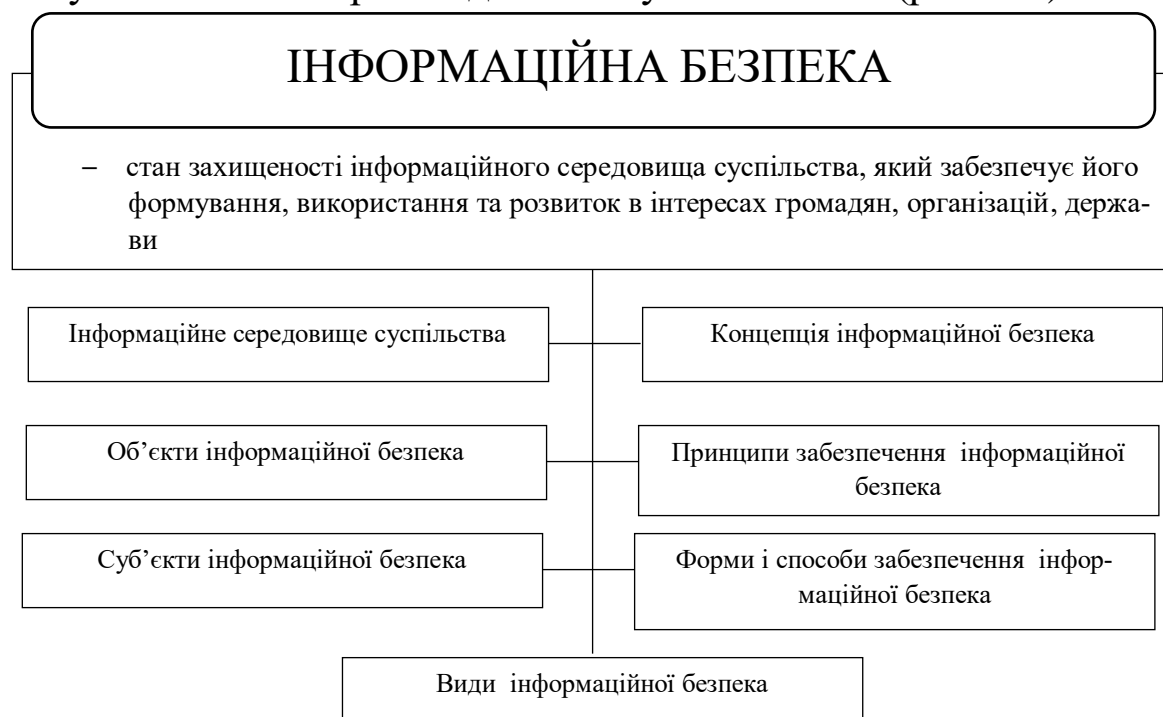 ІНФОРМАЦІЙНА БЕЗПЕКА
– стан захищеності інформаційного середовища суспільства, який забезпечує його
формування, використання та розвиток в інтересах громадян, організацій, держа-
ви
Інформаційне середовище суспільства
Концепція інформаційної безпека
Об’єкти інформаційної безпека
Принципи забезпечення інформаційної
безпека
Суб’єкти інформаційної безпека
Форми і способи забезпечення інфор-
маційної безпека
Види інформаційної безпека